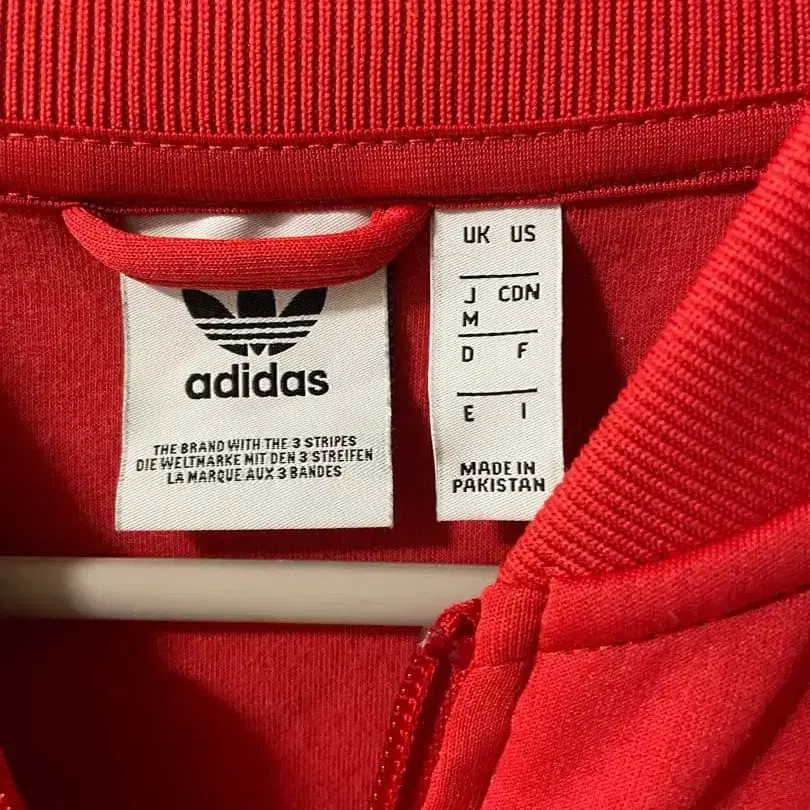 adidas
THE BRAND WITH THE 3 STRIPES
DIE WELTMARKE MIT DEN 3 STREIFEN
LA MARQUE AUX 3 BANDES
UK US
J CDN
M
D F
E I
MADE IN
PAKISTAN